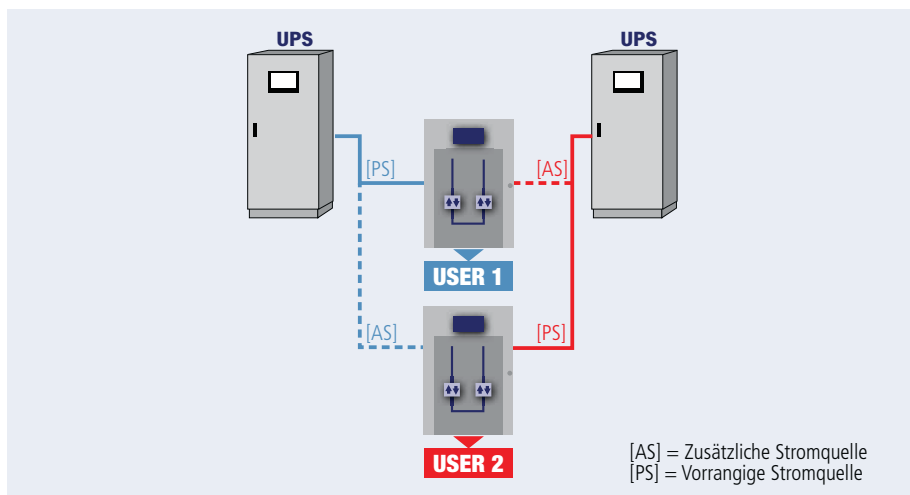 UPS
UPS
[PS]
[AS]
USER 1
[AS]
[PS]
USER 2
[AS] = Zusätzliche Stromquelle
[PS] = Vorrangige Stromquelle